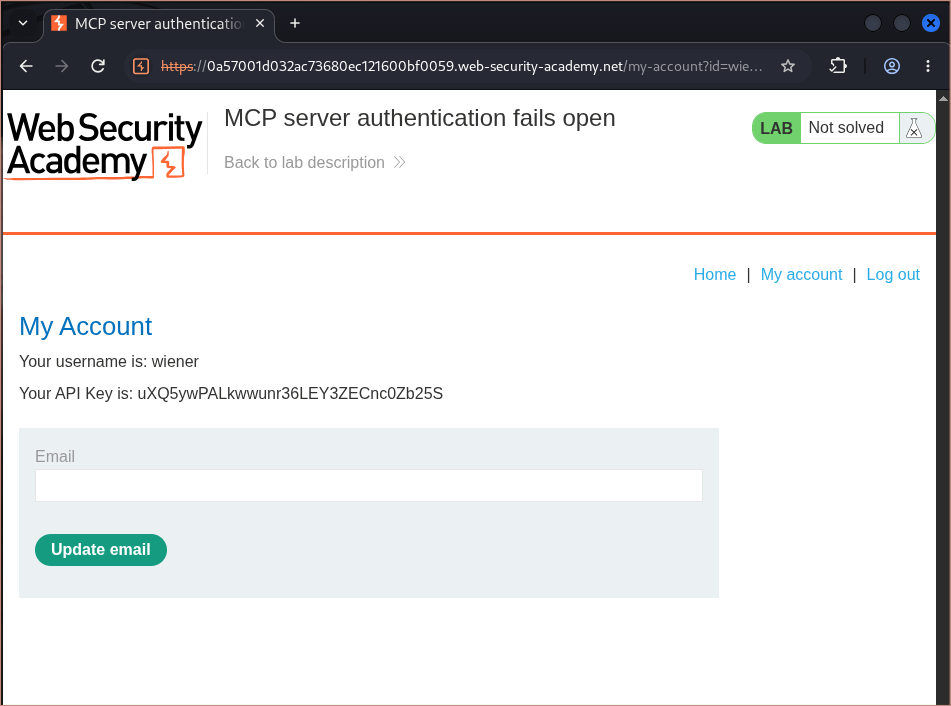 MCP server authenticatio
https://0a57001d032ac73680ec121600bf0059.web-security-academy.net/my-account?id=wie...
Web Security
Academy
MCP server authentication fails open
Back to lab description
LAB Not solved
Home | My account | Log out
My Account
Your username is: wiener
Your API Key is: uXQ5ywPALkwwunr36LEY3ZECnc0Zb25S
Email
Update email